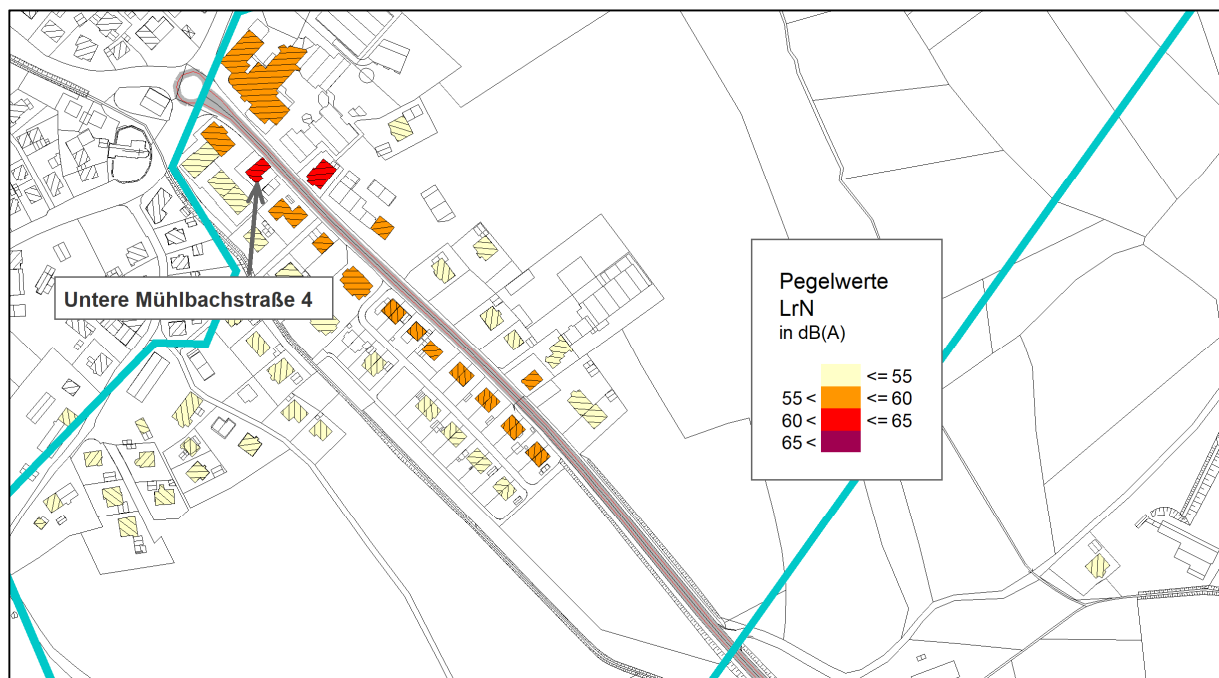 Untere Mühlbachstraße 4
Pegelwerte
LrN
in dB(A)
<= 55
55 < <= 60
60 < <= 65
65 <